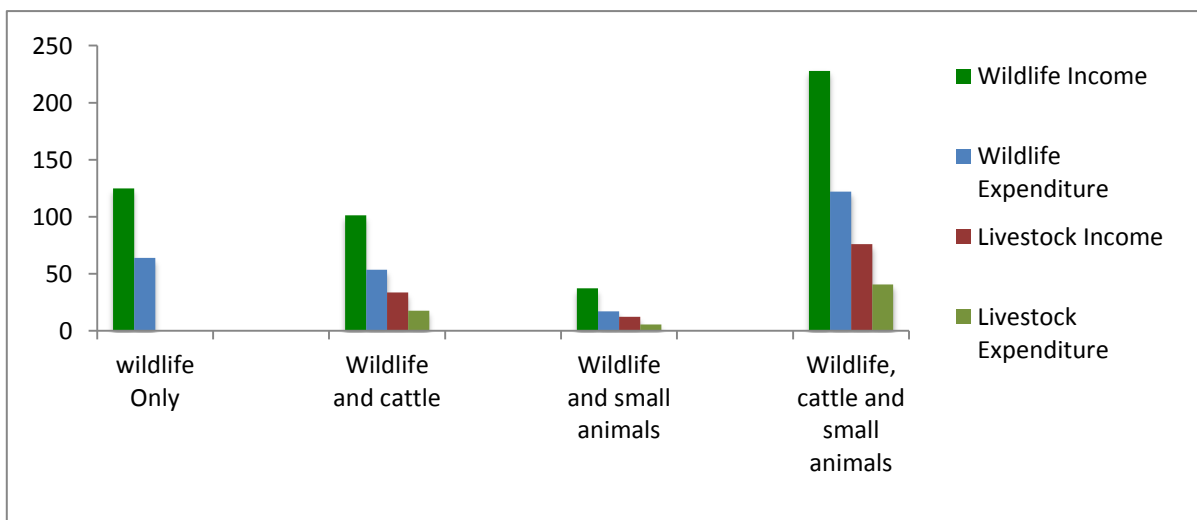 250
200
150
100
50
0
wildlife
Only
Wildlife
and cattle
Wildlife
and small
animals
Wildlife,
cattle and
small
animals
Wildlife Income
Wildlife
Expenditure
Livestock Income
Livestock
Expenditure